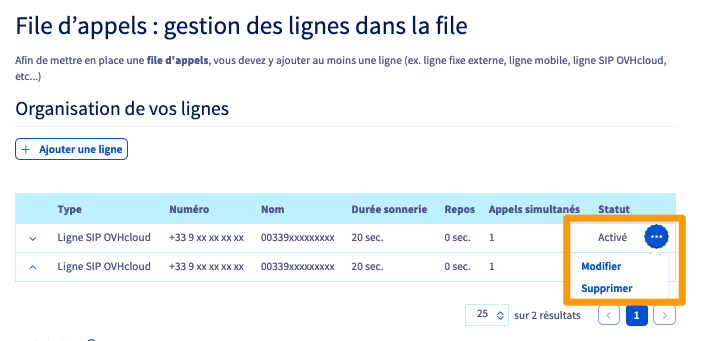 File d'appels : gestion des lignes dans la file
Afin de mettre en place une file d'appels, vous devez y ajouter au moins une ligne (ex. ligne fixe externe, ligne mobile, ligne SIP OVHcloud,
etc...)
Organisation de vos lignes
+ Ajouter une ligne
Type Numéro Nom Durée sonnerie Repos Appels simultanés Statut
Ligne SIP OVHcloud +33 9 xx xx xx xx 00339xxxxxxxxx 20 sec. 0 sec. 1 Activé ...
Ligne SIP OVHcloud +33 9 xx xx xx xx 00339xxxxxxxxx 20 sec. 0 sec. 1
Modifier
Supprimer
25 sur 2 résultats < 1 >